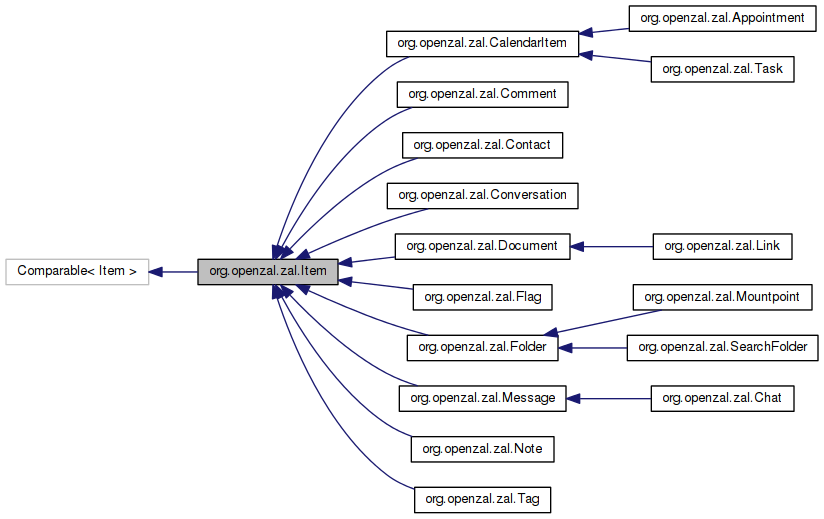 org.openzal.zal.Appointment
org.openzal.zal.CalendarItem
org.openzal.zal.Task
org.openzal.zal.Comment
org.openzal.zal.Contact
org.openzal.zal.Conversation
org.openzal.zal.Document
org.openzal.zal.Link
Comparable< Item >
org.openzal.zal.Item
org.openzal.zal.Flag
org.openzal.zal.Mountpoint
org.openzal.zal.Folder
org.openzal.zal.SearchFolder
org.openzal.zal.Message
org.openzal.zal.Chat
org.openzal.zal.Note
org.openzal.zal.Tag